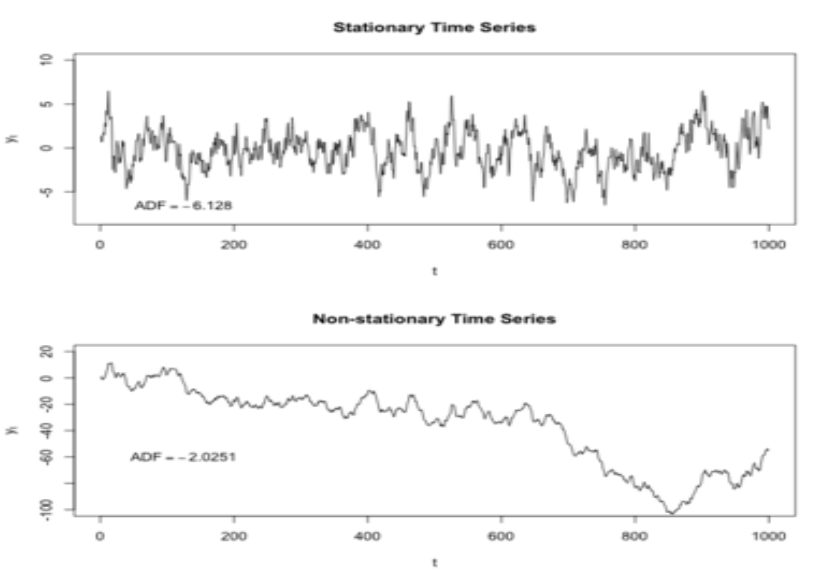 Stationary Time Series
10
5
0
-5
yt
ADF = −6.128
0 200 400 600 800 1000
t
Non-stationary Time Series
20
0
-20
-40
-60
-100
yt
ADF = −2.0251
0 200 400 600 800 1000
t